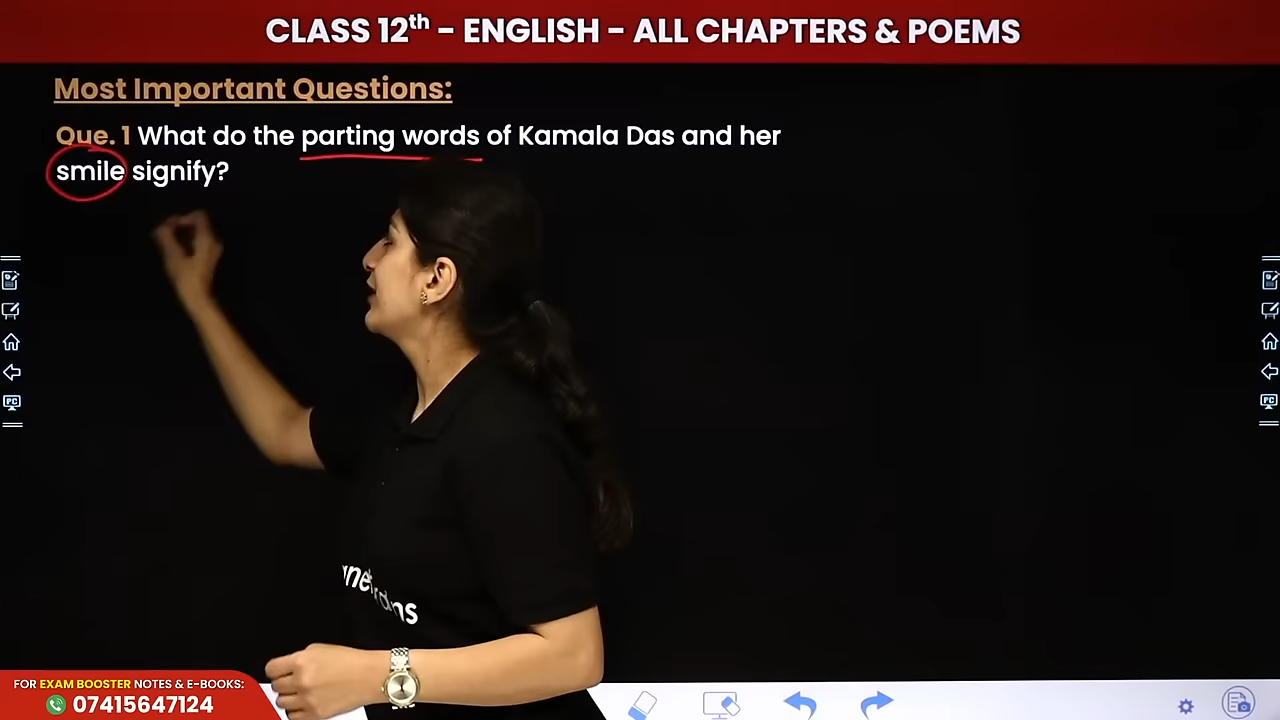 CLASS 12th - ENGLISH - ALL CHAPTERS & POEMS
Most Important Questions:
Que. 1 What do the parting words of Kamala Das and her
smile signify?
FOR EXAM BOOSTER NOTES & E-BOOKS:
07415647124